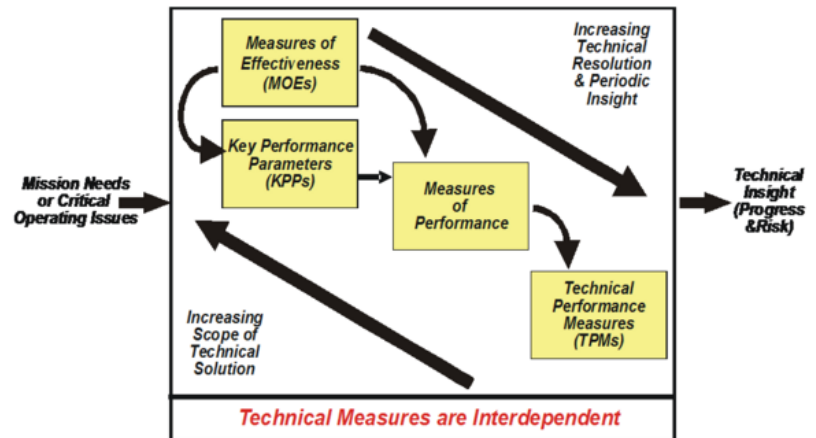 Measures of
Effectiveness
(MOEs)
Increasing
Technical
Resolution
& Periodic
Insight
Key Performance
Parameters
(KPPs)
Mission Needs
or Critical
Operating Issues
Measures
of
Performance
Technical
Insight
(Progress
&Risk)
Increasing
Scope of
Technical
Solution
Technical
Performance
Measures
(TPMs)
Technical Measures are Interdependent